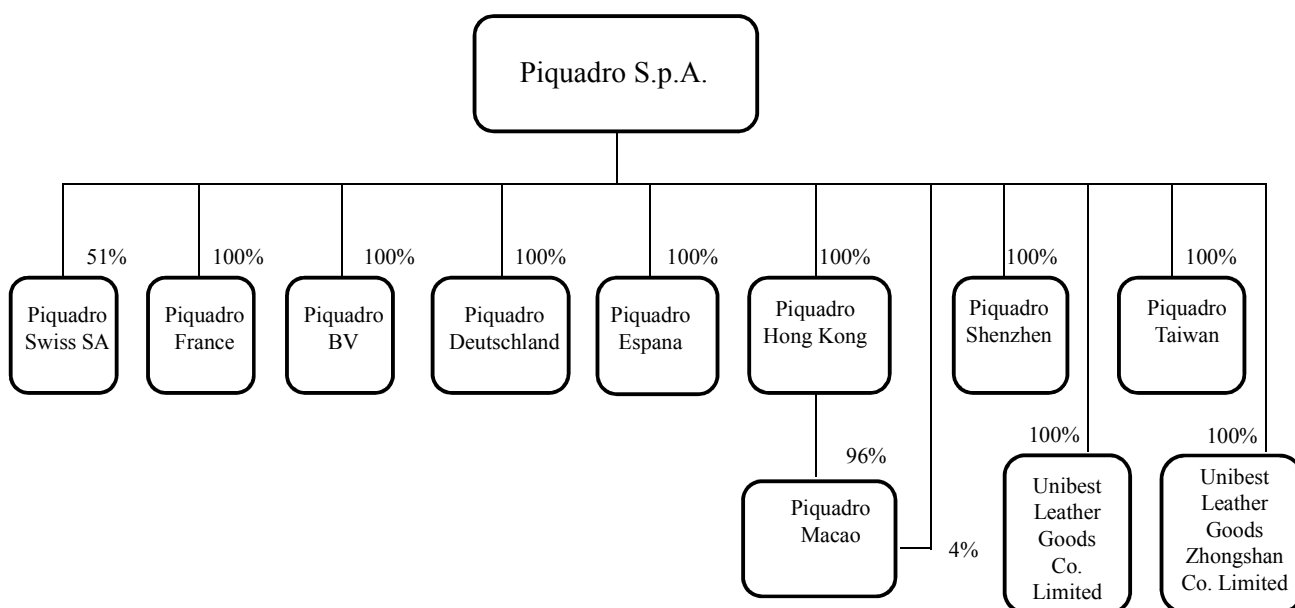 Piquadro S.p.A.
51%
100%
100%
100%
100%
100%
100%
100%
Piquadro
Swiss SA
Piquadro
France
Piquadro
BV
Piquadro
Deutschland
Piquadro
Espana
Piquadro
Hong Kong
Piquadro
Shenzhen
Piquadro
Taiwan
96%
100%
100%
Piquadro
Macao
4%
Unibest
Leather
Goods
Co.
Limited
Unibest
Leather
Goods
Zhongshan
Co. Limited